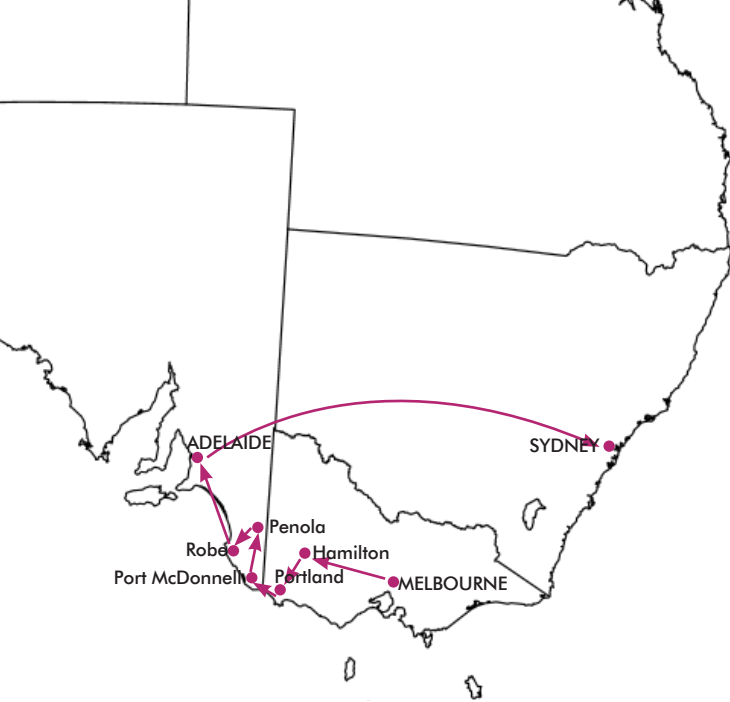 ADELAIDE
SYDNEY
Penola
Robe
Hamilton
Port McDonnell
Portland
MELBOURNE